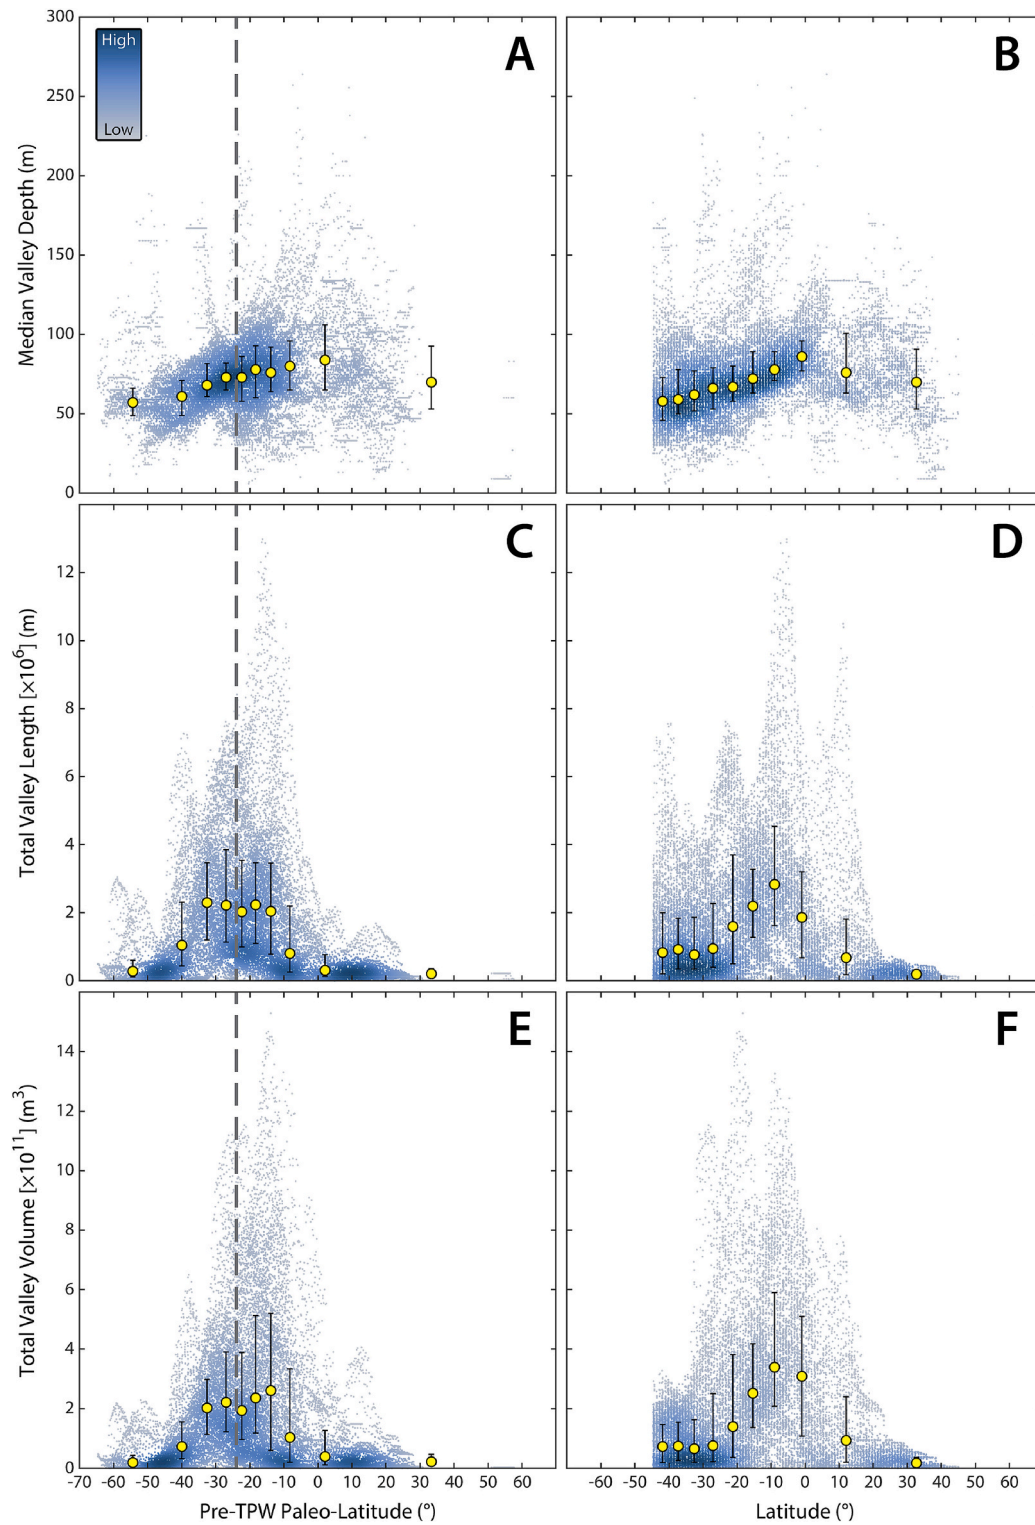 300
250
200
150
100
50
0
Median Valley Depth (m)
High
Low
A
B
12
10
8
6
4
2
0
Total Valley Length [×10⁶] (m)
C
D
14
12
10
8
6
4
2
0
Total Valley Volume [×10¹¹] (m³)
E
F
-70 -60 -50 -40 -30 -20 -10 0 10 20 30 40 50 60
-60 -50 -40 -30 -20 -10 0 10 20 30 40 50 60
Pre-TPW Paleo-Latitude (°)
Latitude (°)